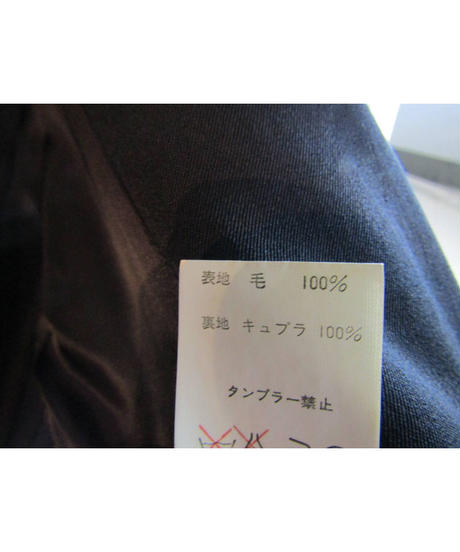 表地 毛 100%
裏地 キュプラ 100%
タンブラー禁止